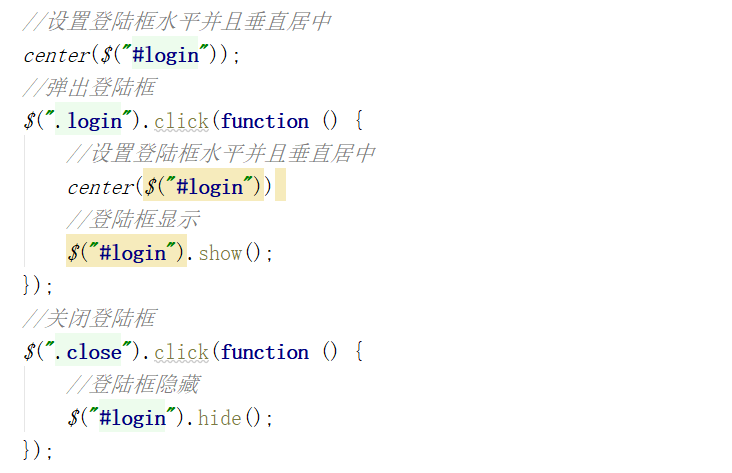 //设置登陆框水平并且垂直居中
center($("#login"));
//弹出登陆框
$(".login").click(function () {
    //设置登陆框水平并且垂直居中
    center($("#login"))
    //登陆框显示
    $("#login").show();
});
//关闭登陆框
$(".close").click(function () {
    //登陆框隐藏
    $("#login").hide();
});